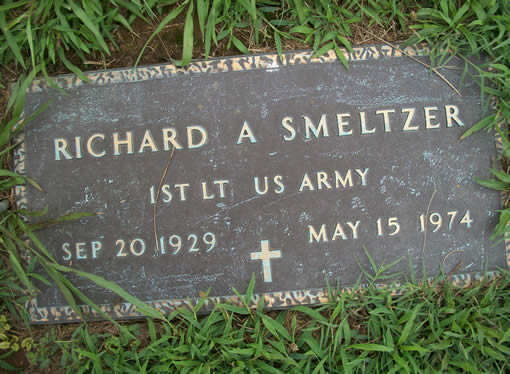 RICHARD A SMELTZER
1ST LT US ARMY
SEP 20 1929 MAY 15 1974